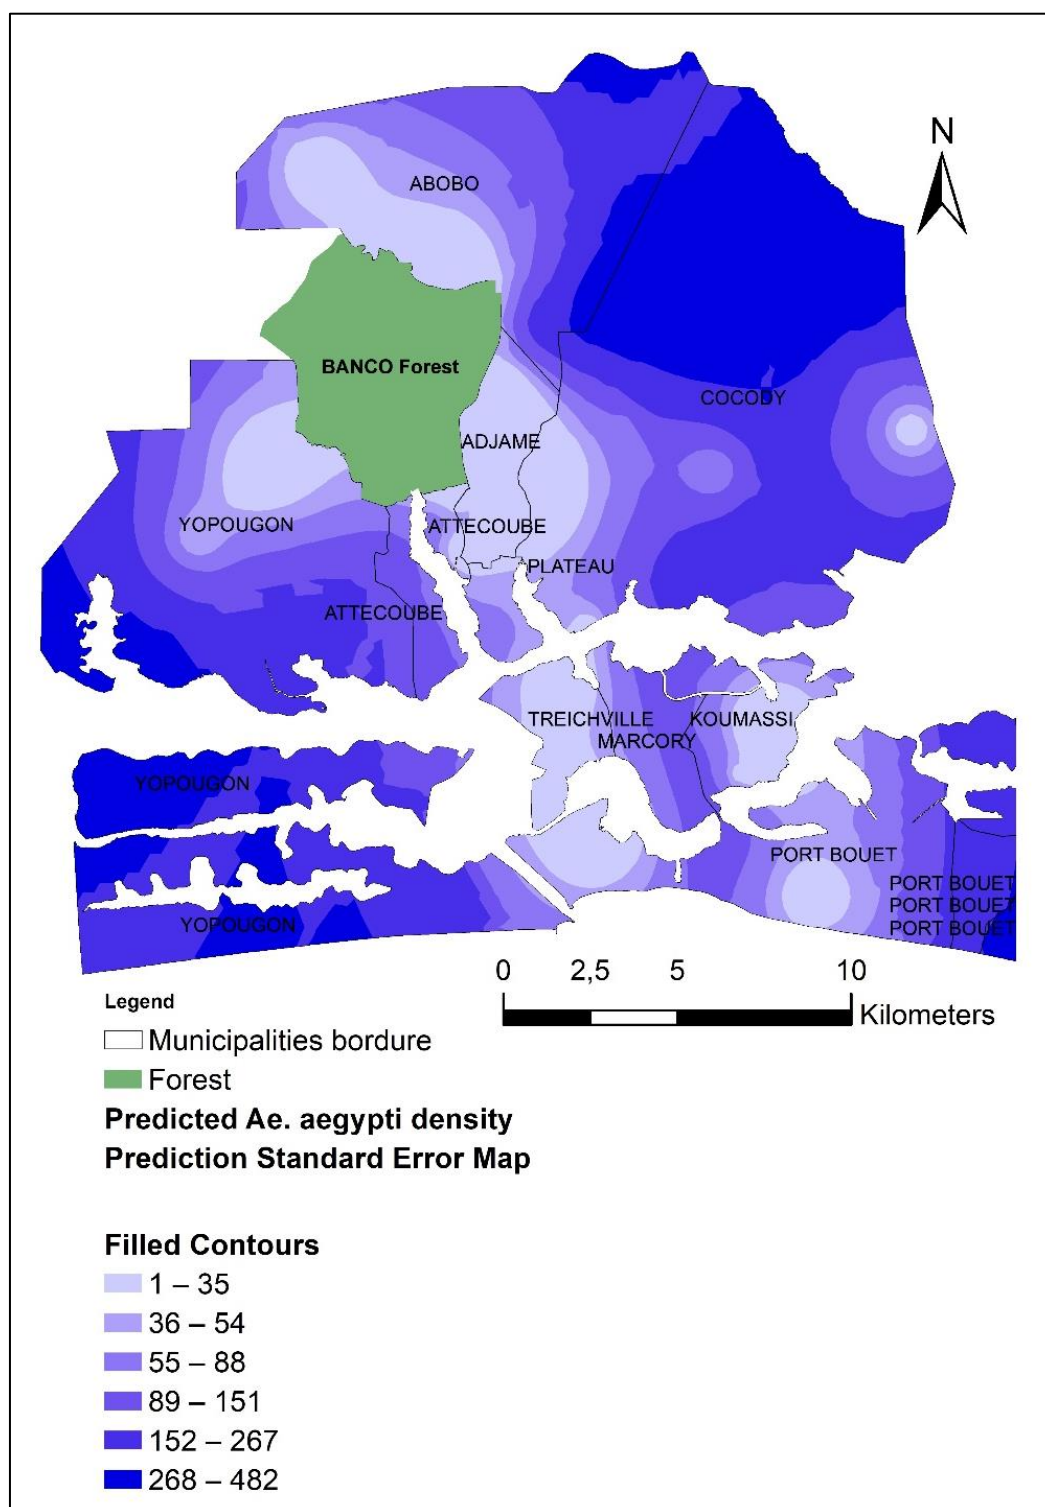 N
ABOBO
BANCO Forest
COCODY
ADJAME
YOPOUGON
ATTECOUBE
PLATEAU
ATTECOUBE
TREICHVILLE
KOUMASSI
MARCORY
YOPOUGON
PORT BOUET
PORT BOUET
PORT BOUET
YOPOUGON
PORT BOUET
0 2,5 5 10
Kilometers
Legend
Municipalities bordure
Forest
Predicted Ae. aegypti density
Prediction Standard Error Map
Filled Contours
1 – 35
36 – 54
55 – 88
89 – 151
152 – 267
268 – 482